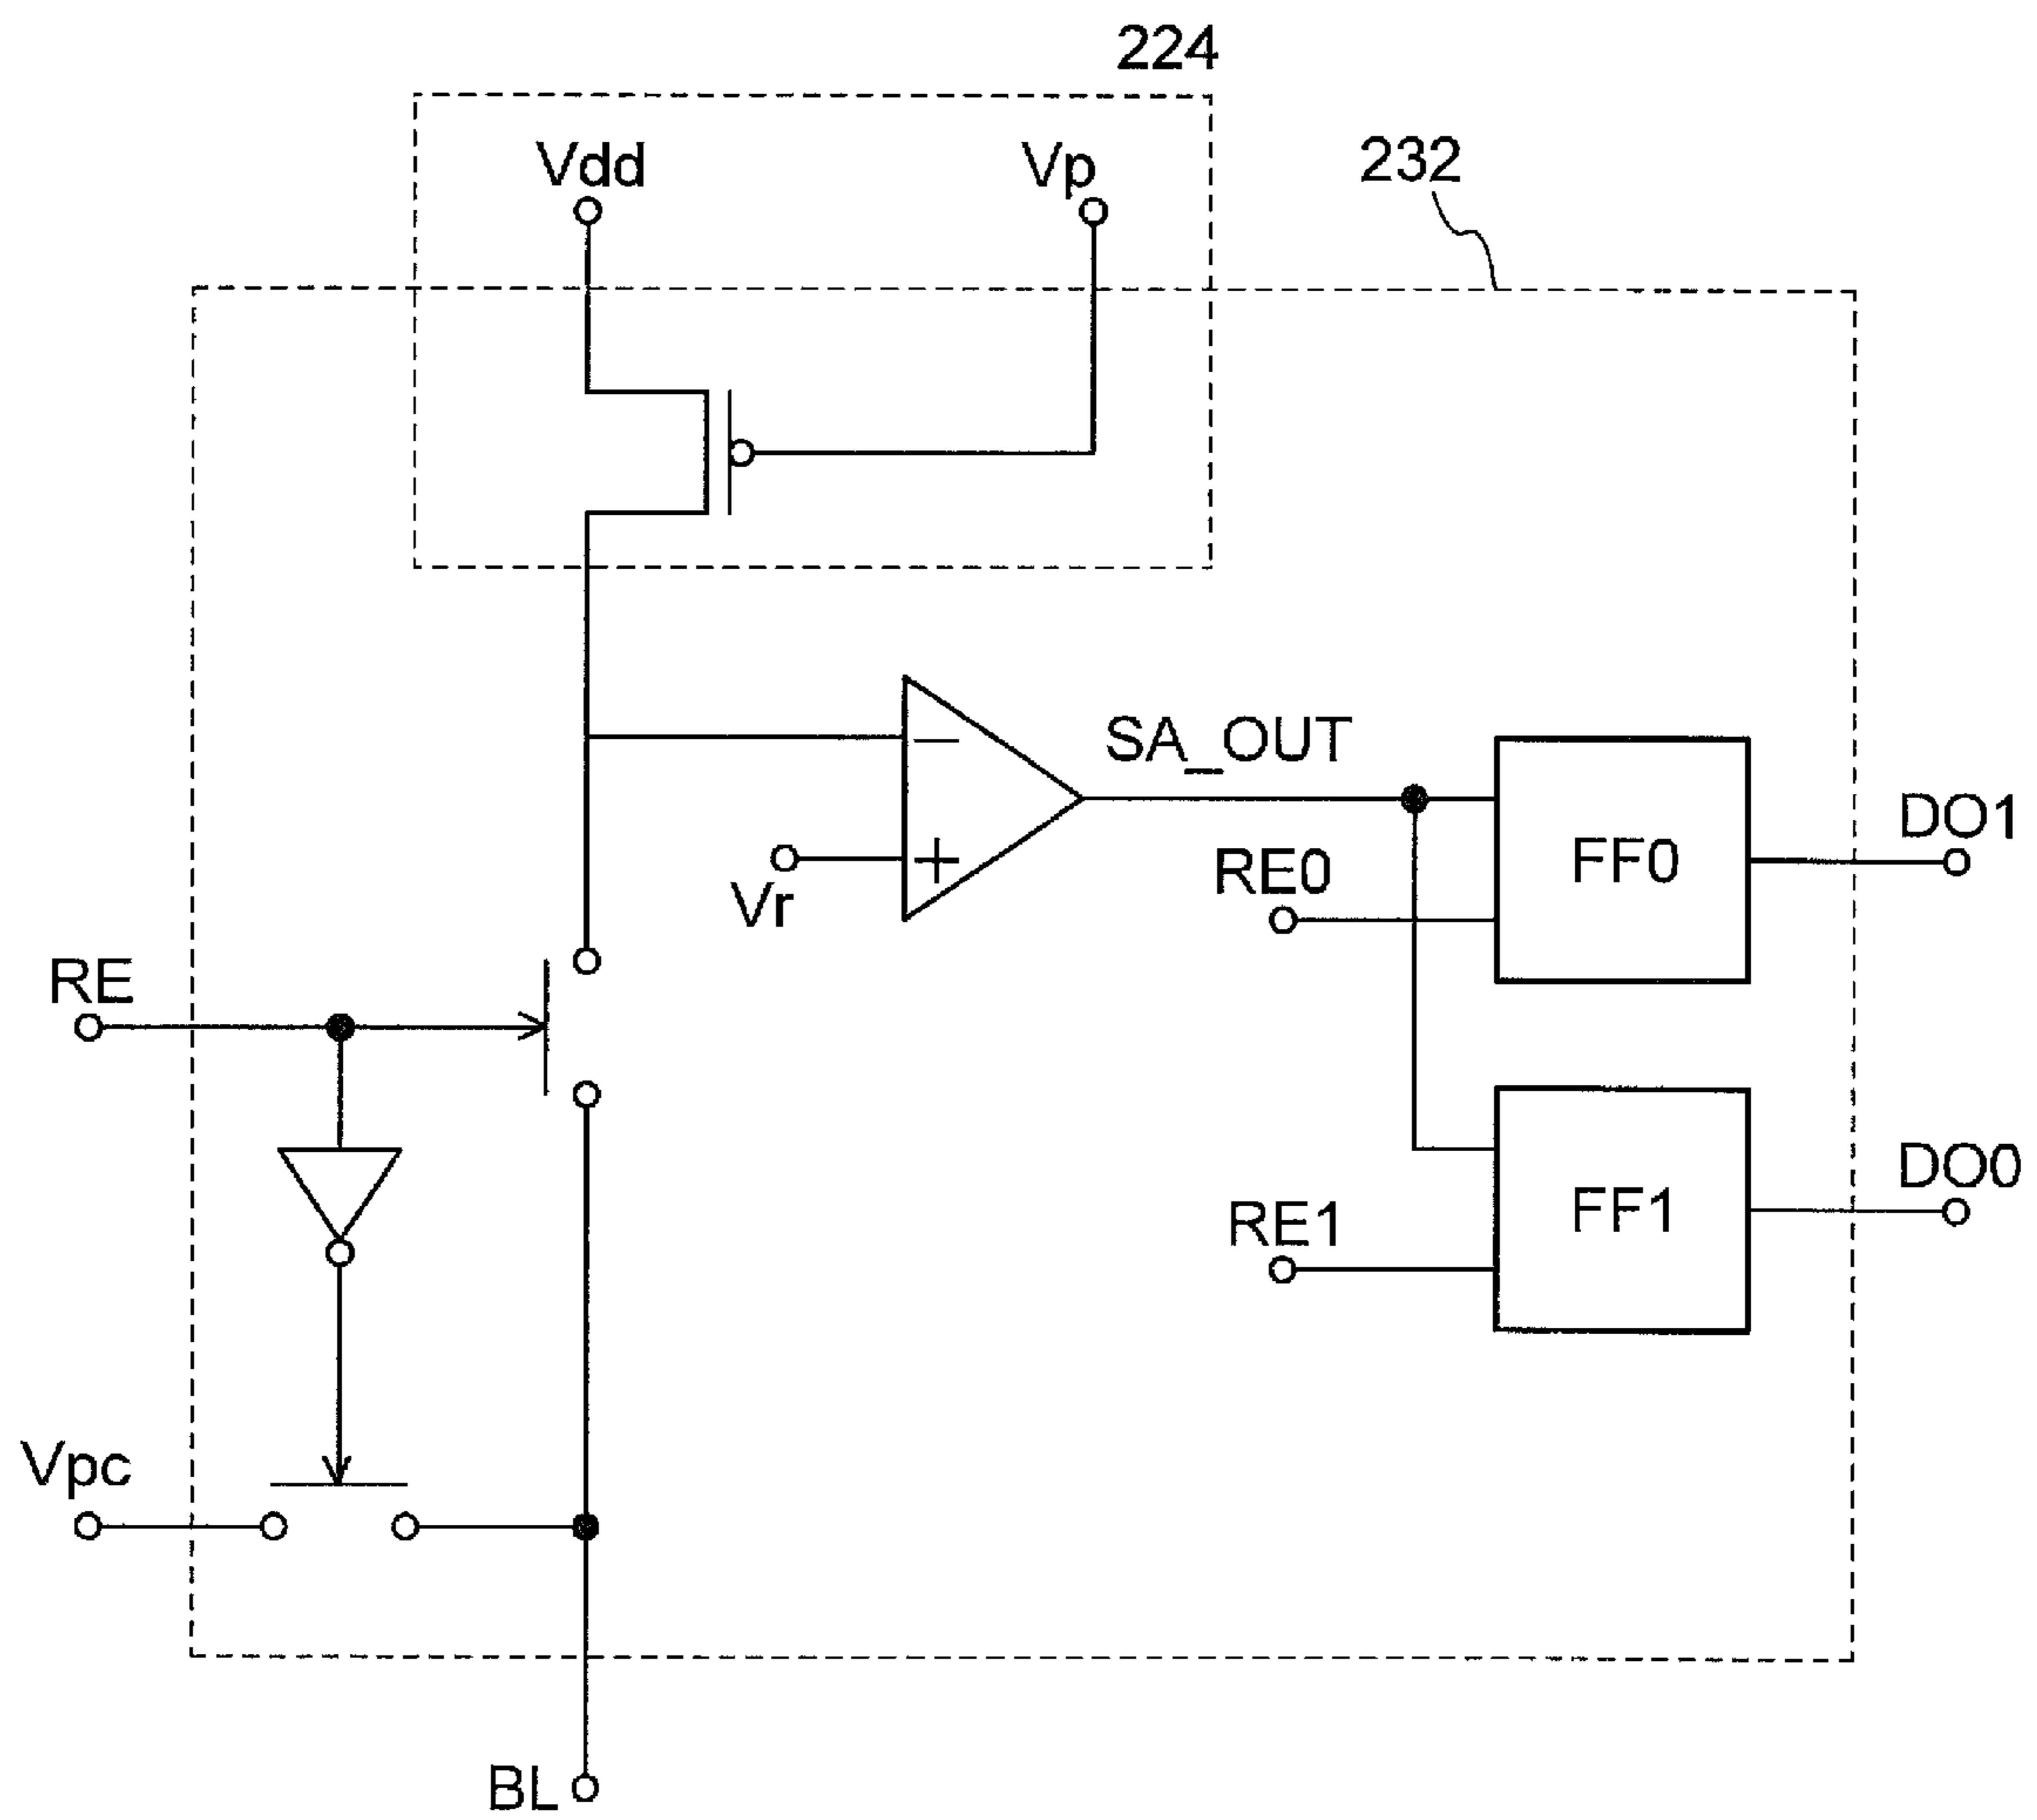 224
Vdd
Vp
232
SA_OUT
DO1
FF0
RE0
Vr
RE
DO0
FF1
RE1
Vpc
BL